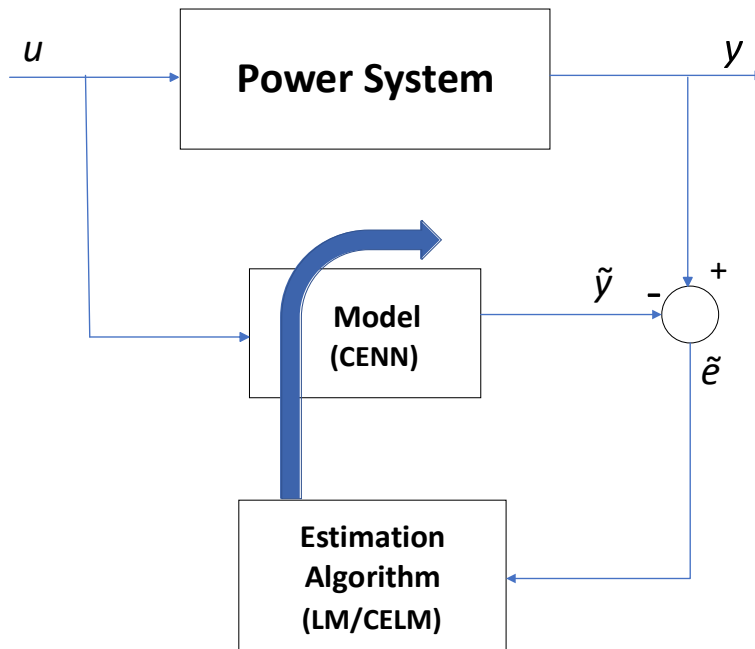 u
Power System
y
Model
(CENN)
ỹ
-
+
ẽ
Estimation
Algorithm
(LM/CELM)